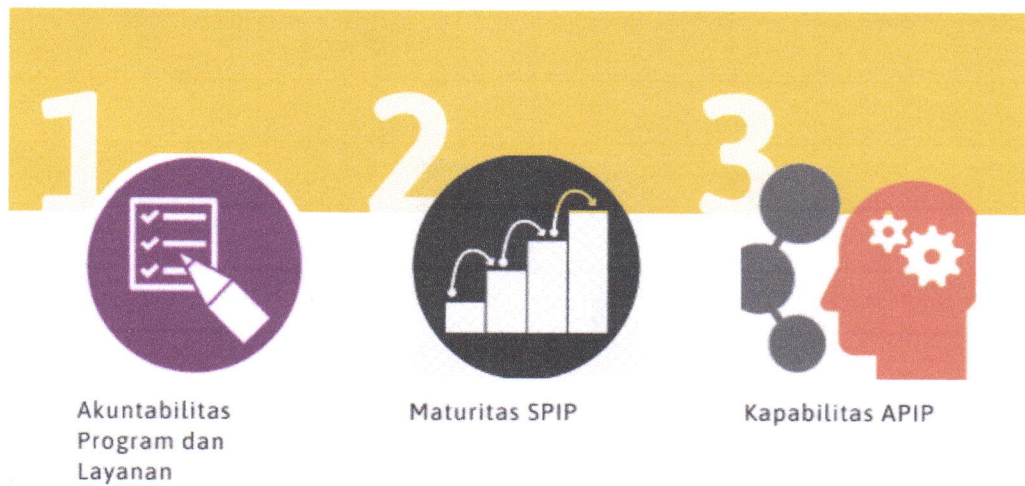 1
2
3
Akuntabilitas
Program dan
Layanan
Maturitas SPIP
Kapabilitas APIP